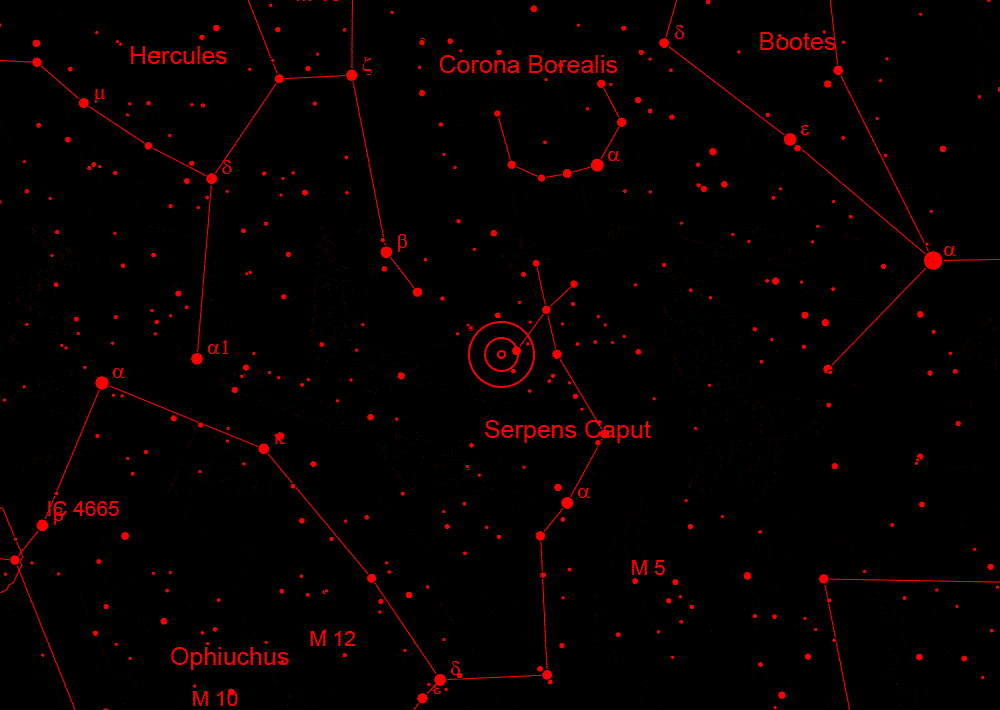 δ
Bootes
Hercules
ζ
Corona Borealis
μ
ε
α
δ
β
α
α1
α
Serpens Caput
κ
α
IC 4665
β
M 5
M 12
Ophiuchus
δ
ε
M 10